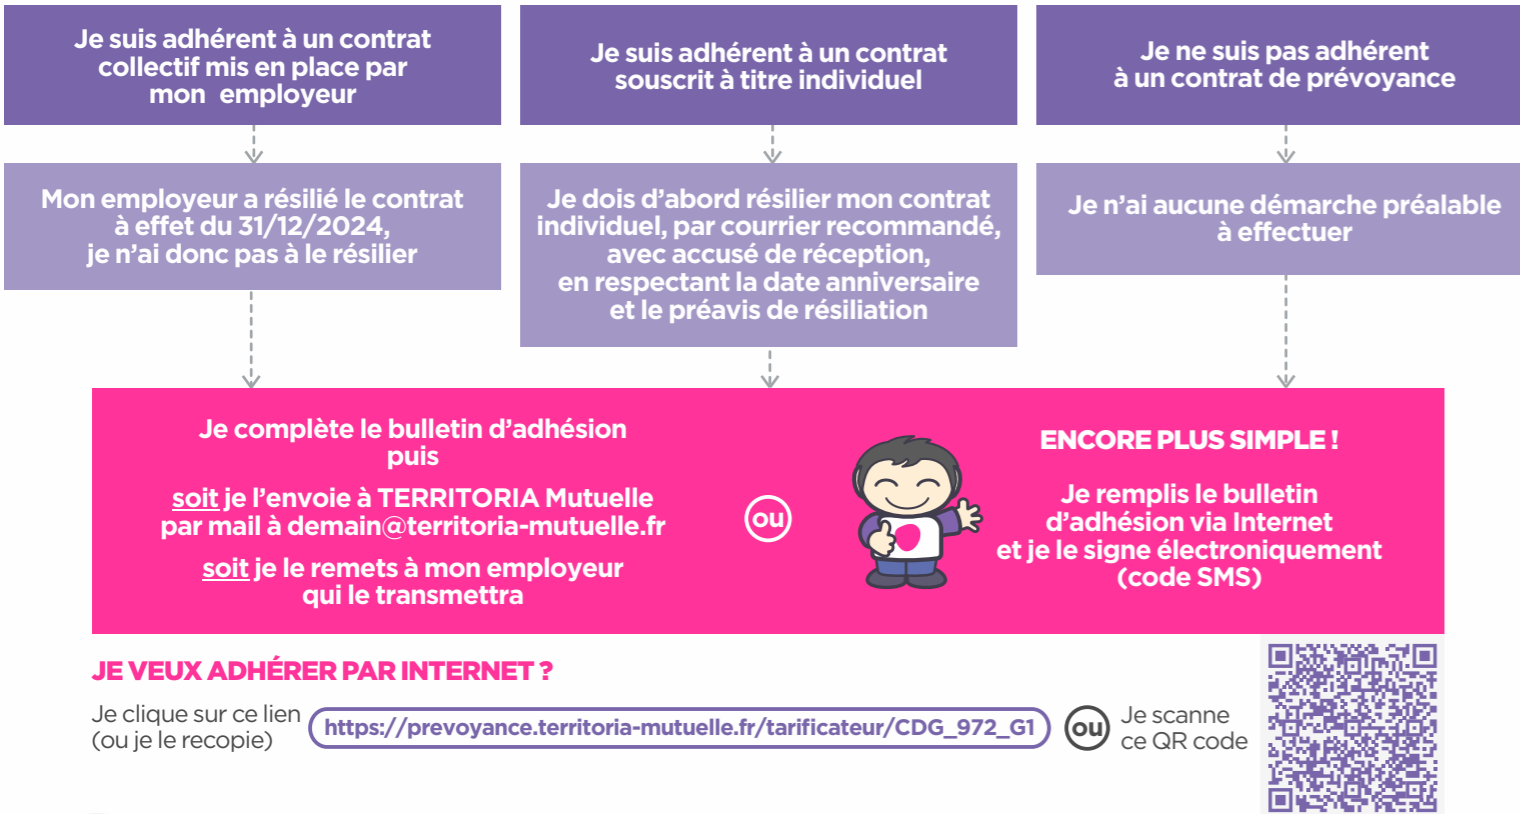 Je suis adhérent à un contrat
collectif mis en place par
mon employeur
Je suis adhérent à un contrat
souscrit à titre individuel
Je ne suis pas adhérent
à un contrat de prévoyance
Mon employeur a résilié le contrat
à effet du 31/12/2024,
je n’ai donc pas à le résilier
Je dois d’abord résilier mon contrat
individuel, par courrier recommandé,
avec accusé de réception,
en respectant la date anniversaire
et le préavis de résiliation
Je n’ai aucune démarche préalable
à effectuer
Je complète le bulletin d’adhésion
puis
soit je l’envoie à TERRITORIA Mutuelle
par mail à demain@territoria-mutuelle.fr
soit je le remets à mon employeur
qui le transmettra
ou
ENCORE PLUS SIMPLE !
Je remplis le bulletin
d’adhésion via Internet
et je le signe électroniquement
(code SMS)
JE VEUX ADHÉRER PAR INTERNET ?
Je clique sur ce lien
(ou je le recopie)
https://prevoyance.territoria-mutuelle.fr/tarificateur/CDG_972_G1
ou
Je scanne
ce QR code